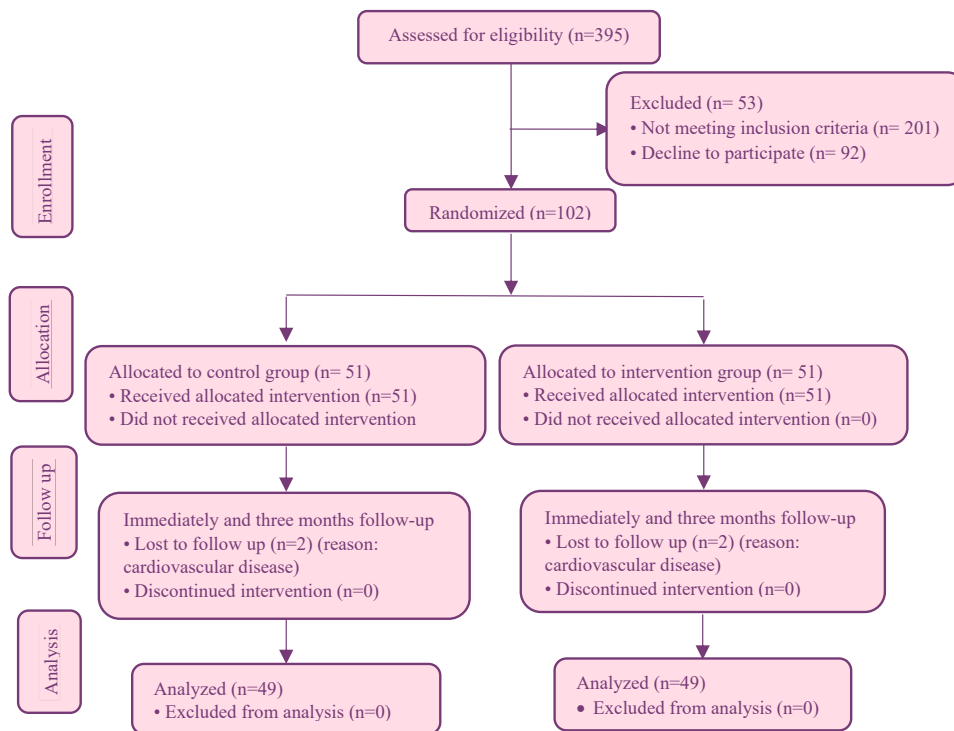 Assessed for eligibility (n=395)
Excluded (n= 53)
• Not meeting inclusion criteria (n= 201)
• Decline to participate (n= 92)
Enrollment
Randomized (n=102)
Allocation
Allocated to control group (n= 51)
• Received allocated intervention (n=51)
• Did not received allocated intervention
Allocated to intervention group (n= 51)
• Received allocated intervention (n=51)
• Did not received allocated intervention (n=0)
Follow up
Immediately and three months follow-up
• Lost to follow up (n=2) (reason:
cardiovascular disease)
• Discontinued intervention (n=0)
Immediately and three months follow-up
• Lost to follow up (n=2) (reason:
cardiovascular disease)
• Discontinued intervention (n=0)
Analysis
Analyzed (n=49)
• Excluded from analysis (n=0)
Analyzed (n=49)
• Excluded from analysis (n=0)